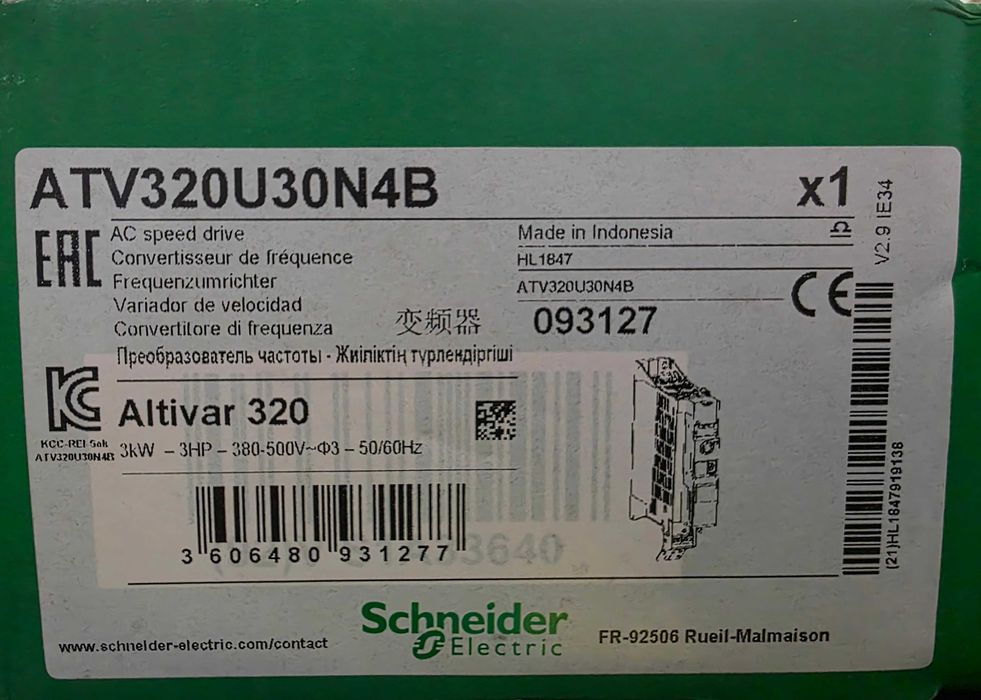 ATV320U30N4B
x1
V2.9 IE34
EAC
AC speed drive
Convertisseur de fréquence
Frequenzumrichter
Variador de velocidad
Convertitore di frequenza
变频器
Преобразователь частоты - Жиіліктің түрлендіргіші
Made in Indonesia
HL1847
ATV320U30N4B
093127
CE
Altivar 320
ATV320U30N4B
3kW – 3HP – 380-500V~Φ3 – 50/60Hz
3 606480 931277
3640
(21)HL1847919138
www.schneider-electric.com/contact
Schneider
Electric
FR-92506 Rueil-Malmaison